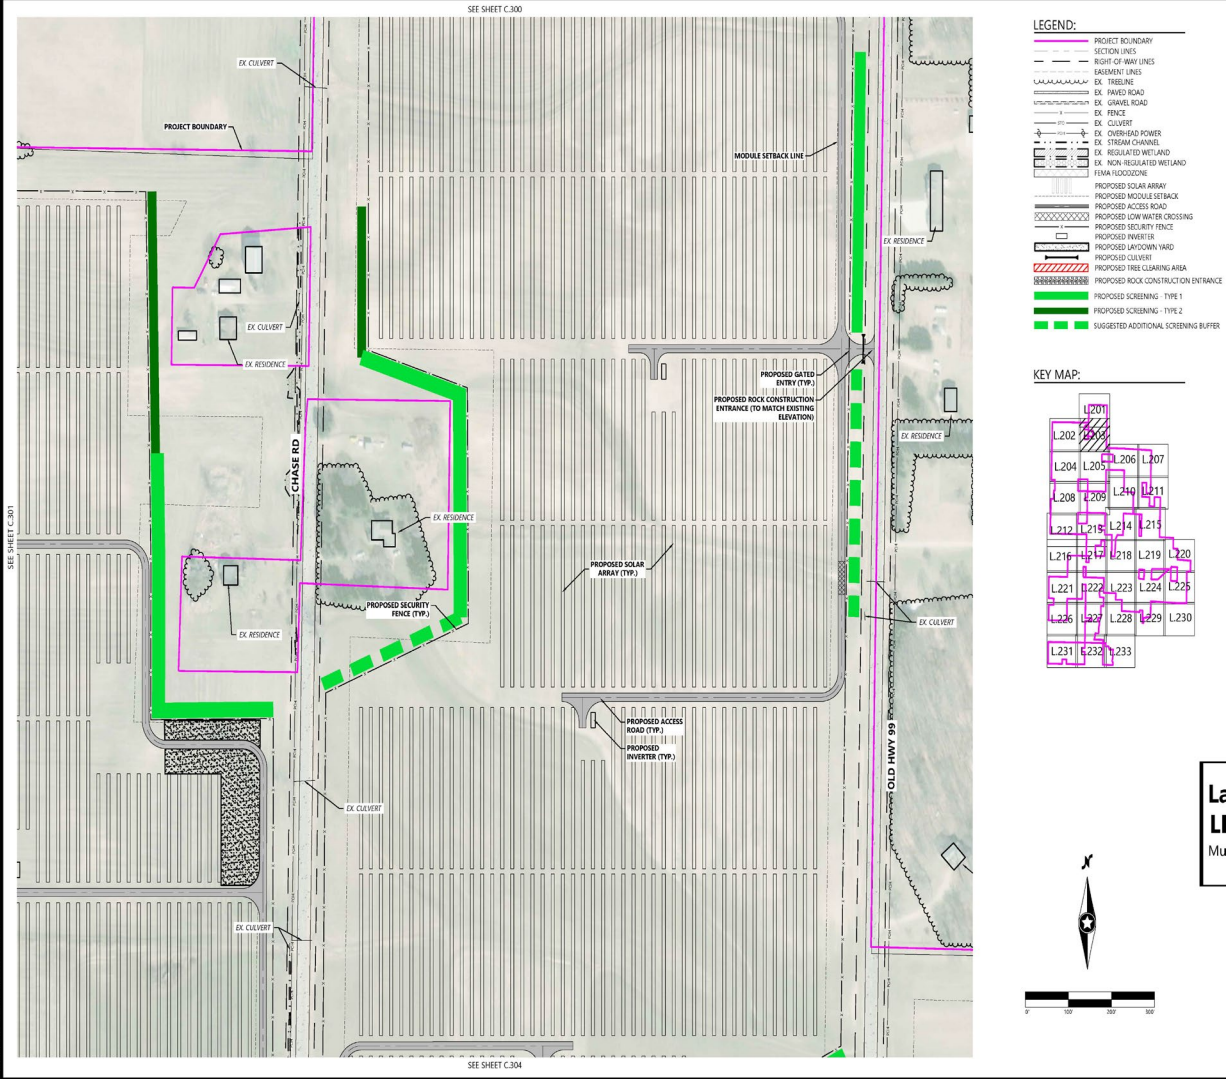 SEE SHEET C.300
EX. CULVERT
PROJECT BOUNDARY
MODULE SETBACK LINE
EX. RESIDENCE
EX. CULVERT
EX. RESIDENCE
PROPOSED GATED
ENTRY (TYP.)
PROPOSED ROCK CONSTRUCTION
ENTRANCE (TO MATCH EXISTING
ELEVATION)
EX. RESIDENCE
CHASE RD
EX. RESIDENCE
SEE SHEET C.301
PROPOSED SOLAR
ARRAY (TYP.)
PROPOSED SECURITY
FENCE (TYP.)
EX. CULVERT
EX. RESIDENCE
PROPOSED ACCESS
ROAD (TYP.)
PROPOSED
INVERTER (TYP.)
OLD HWY 99
EX. CULVERT
EX. CULVERT
SEE SHEET C.304
LEGEND:
PROJECT BOUNDARY
SECTION LINES
RIGHT-OF-WAY LINES
EASEMENT LINES
EX. TREELINE
EX. PAVED ROAD
EX. GRAVEL ROAD
EX. FENCE
EX. CULVERT
EX. OVERHEAD POWER
EX. STREAM CHANNEL
EX. REGULATED WETLAND
EX. NON-REGULATED WETLAND
FEMA FLOODZONE
PROPOSED SOLAR ARRAY
PROPOSED MODULE SETBACK
PROPOSED ACCESS ROAD
PROPOSED LOW WATER CROSSING
PROPOSED SECURITY FENCE
PROPOSED INVERTER
PROPOSED LAYDOWN YARD
PROPOSED CULVERT
PROPOSED TREE CLEARING AREA
PROPOSED ROCK CONSTRUCTION ENTRANCE
PROPOSED SCREENING - TYPE 1
PROPOSED SCREENING - TYPE 2
SUGGESTED ADDITIONAL SCREENING BUFFER
KEY MAP:
L.201
L.202 L.203
L.204 L.205 L.206 L.207
L.208 L.209 L.210 L.211
L.212 L.213 L.214 L.215
L.216 L.217 L.218 L.219 L.220
L.221 L.222 L.223 L.224 L.225
L.226 L.227 L.228 L.229 L.230
L.231 L.232 L.233
La
Mu
N
0' 100' 200' 300'